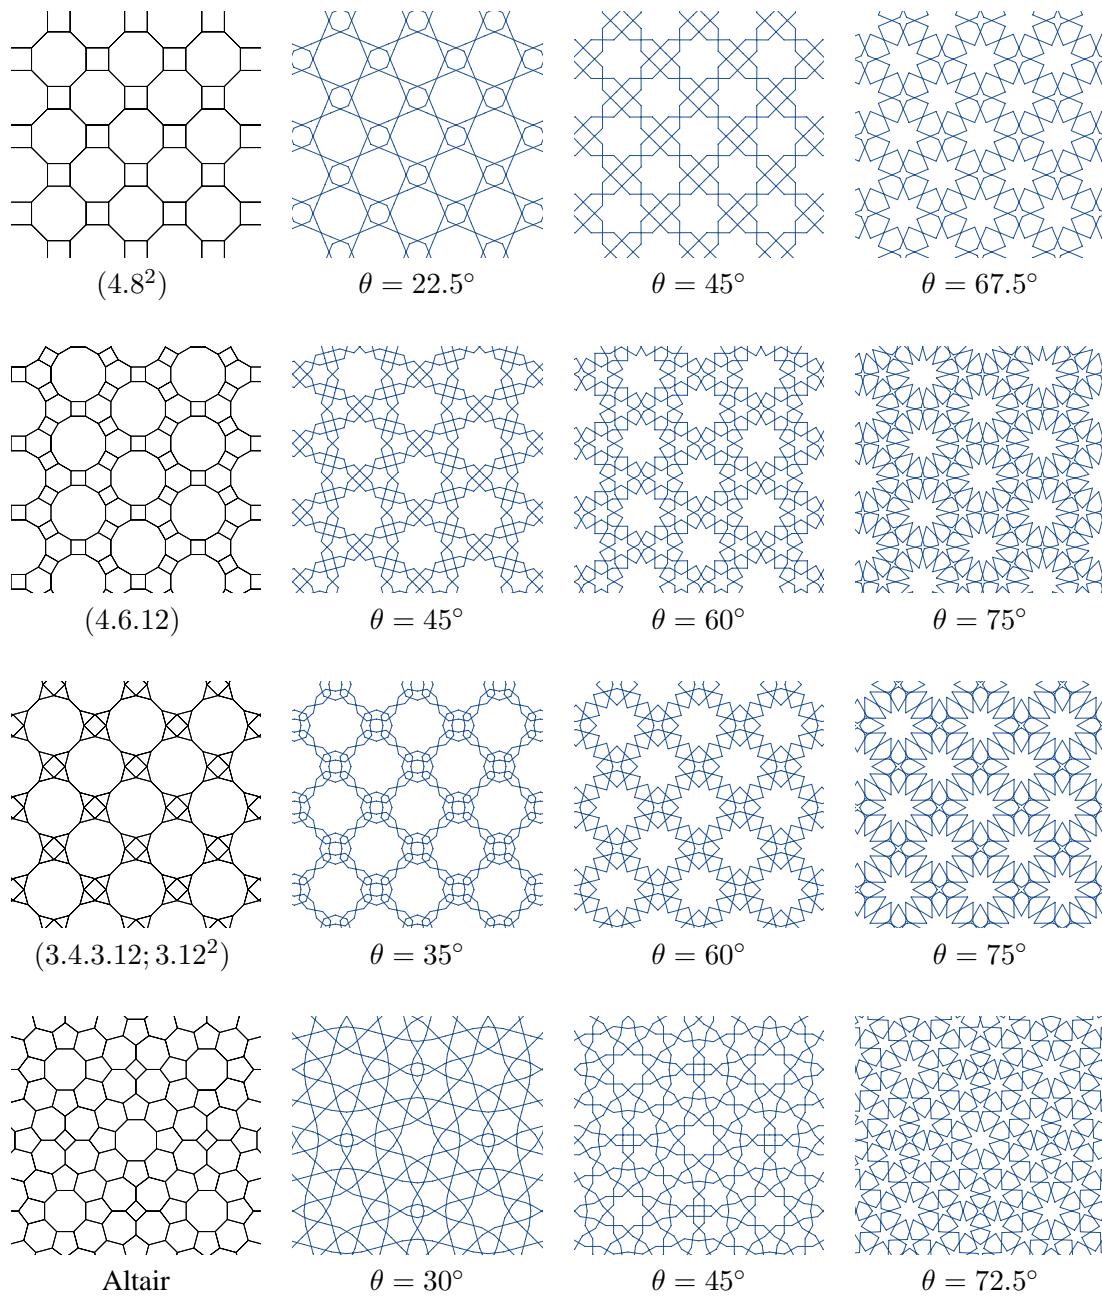 (4.8²) θ = 22.5° θ = 45° θ = 67.5°
(4.6.12) θ = 45° θ = 60° θ = 75°
(3.4.3.12; 3.12²) θ = 35° θ = 60° θ = 75°
Altair θ = 30° θ = 45° θ = 72.5°